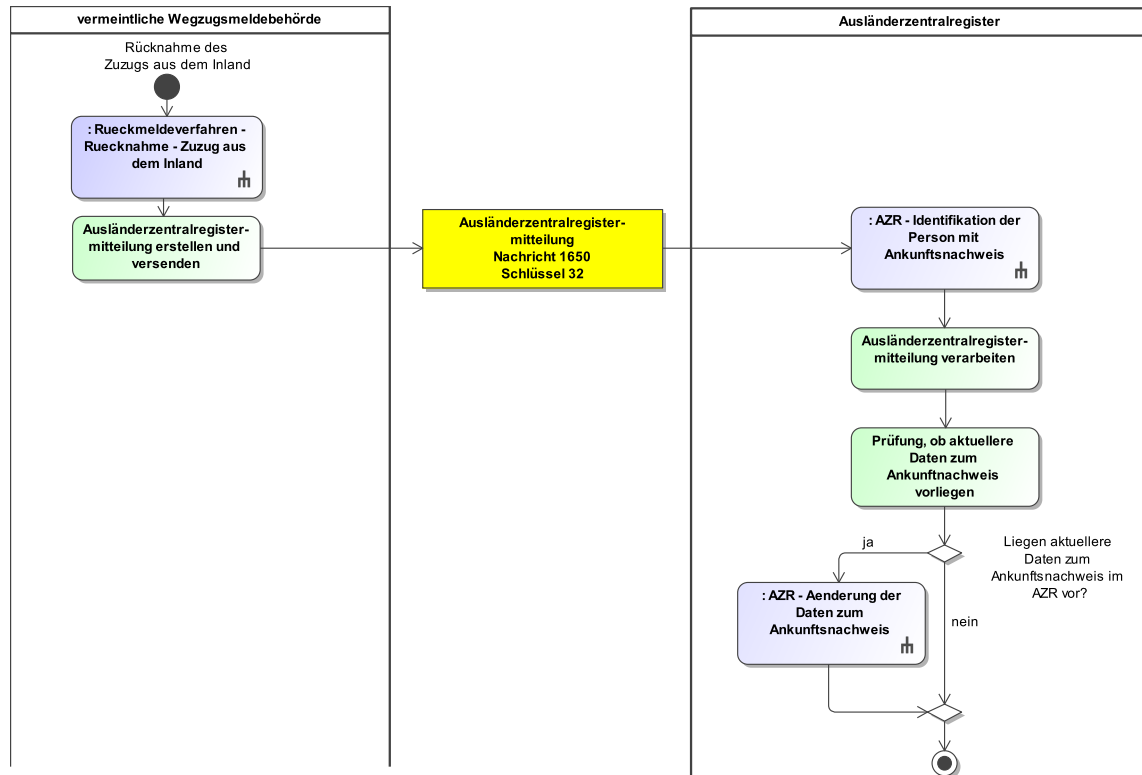 vermeintliche Wegzugsmeldebehörde
Ausländerzentralregister
Rücknahme des
Zuzugs aus dem Inland
: Rueckmeldeverfahren -
Ruecknahme - Zuzug aus
dem Inland
Ausländerzentralregister-
mitteilung erstellen und
versenden
Ausländerzentralregister-
mitteilung
Nachricht 1650
Schlüssel 32
: AZR - Identifikation der
Person mit
Ankunftsnachweis
Ausländerzentralregister-
mitteilung verarbeiten
Prüfung, ob aktuellere
Daten zum
Ankunftnachweis
vorliegen
Liegen aktuellere
Daten zum
Ankunftsnachweis im
AZR vor?
ja
: AZR - Aenderung der
Daten zum
Ankunftsnachweis
nein